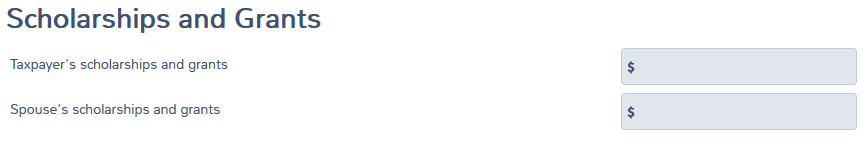 Scholarships and Grants
Taxpayer's scholarships and grants
$
Spouse's scholarships and grants
$